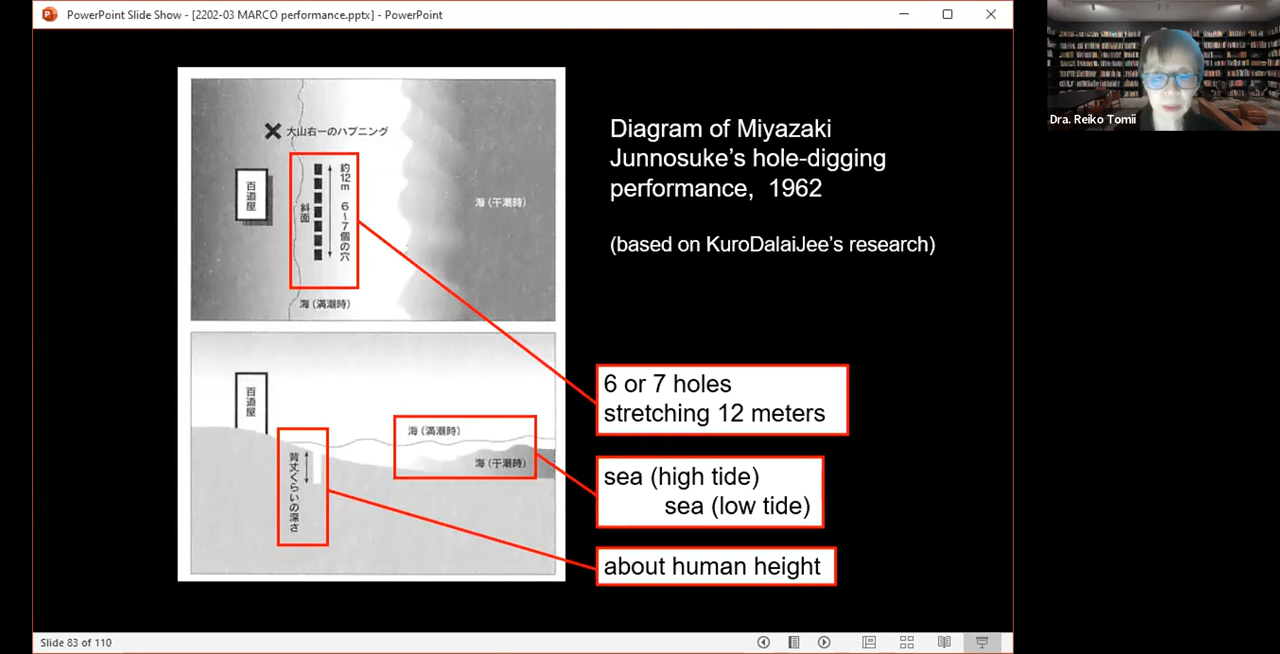 PowerPoint Slide Show - [2202-03 MARCO performance.pptx] - PowerPoint
Dra. Reiko Tomii
大山右一のハプニング
百道屋
斜面
約12m 6〜7個の穴
海(干潮時)
海(満潮時)
百道屋
背丈くらいの深さ
海(満潮時)
海(干潮時)
Diagram of Miyazaki
Junnosuke’s hole-digging
performance, 1962
(based on KuroDalaiJee’s research)
6 or 7 holes
stretching 12 meters
sea (high tide)
sea (low tide)
about human height
Slide 83 of 110